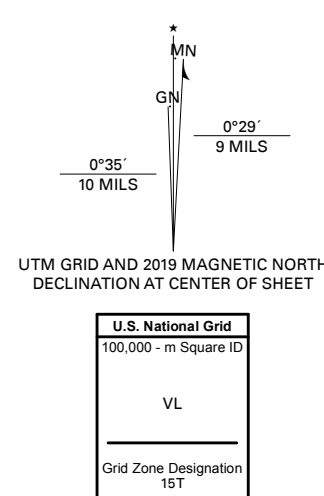 ★
MN
GN
0°29´
9 MILS
0°35´
10 MILS
UTM GRID AND 2019 MAGNETIC NORTH
DECLINATION AT CENTER OF SHEET
U.S. National Grid
100,000 - m Square ID
VL
Grid Zone Designation
15T